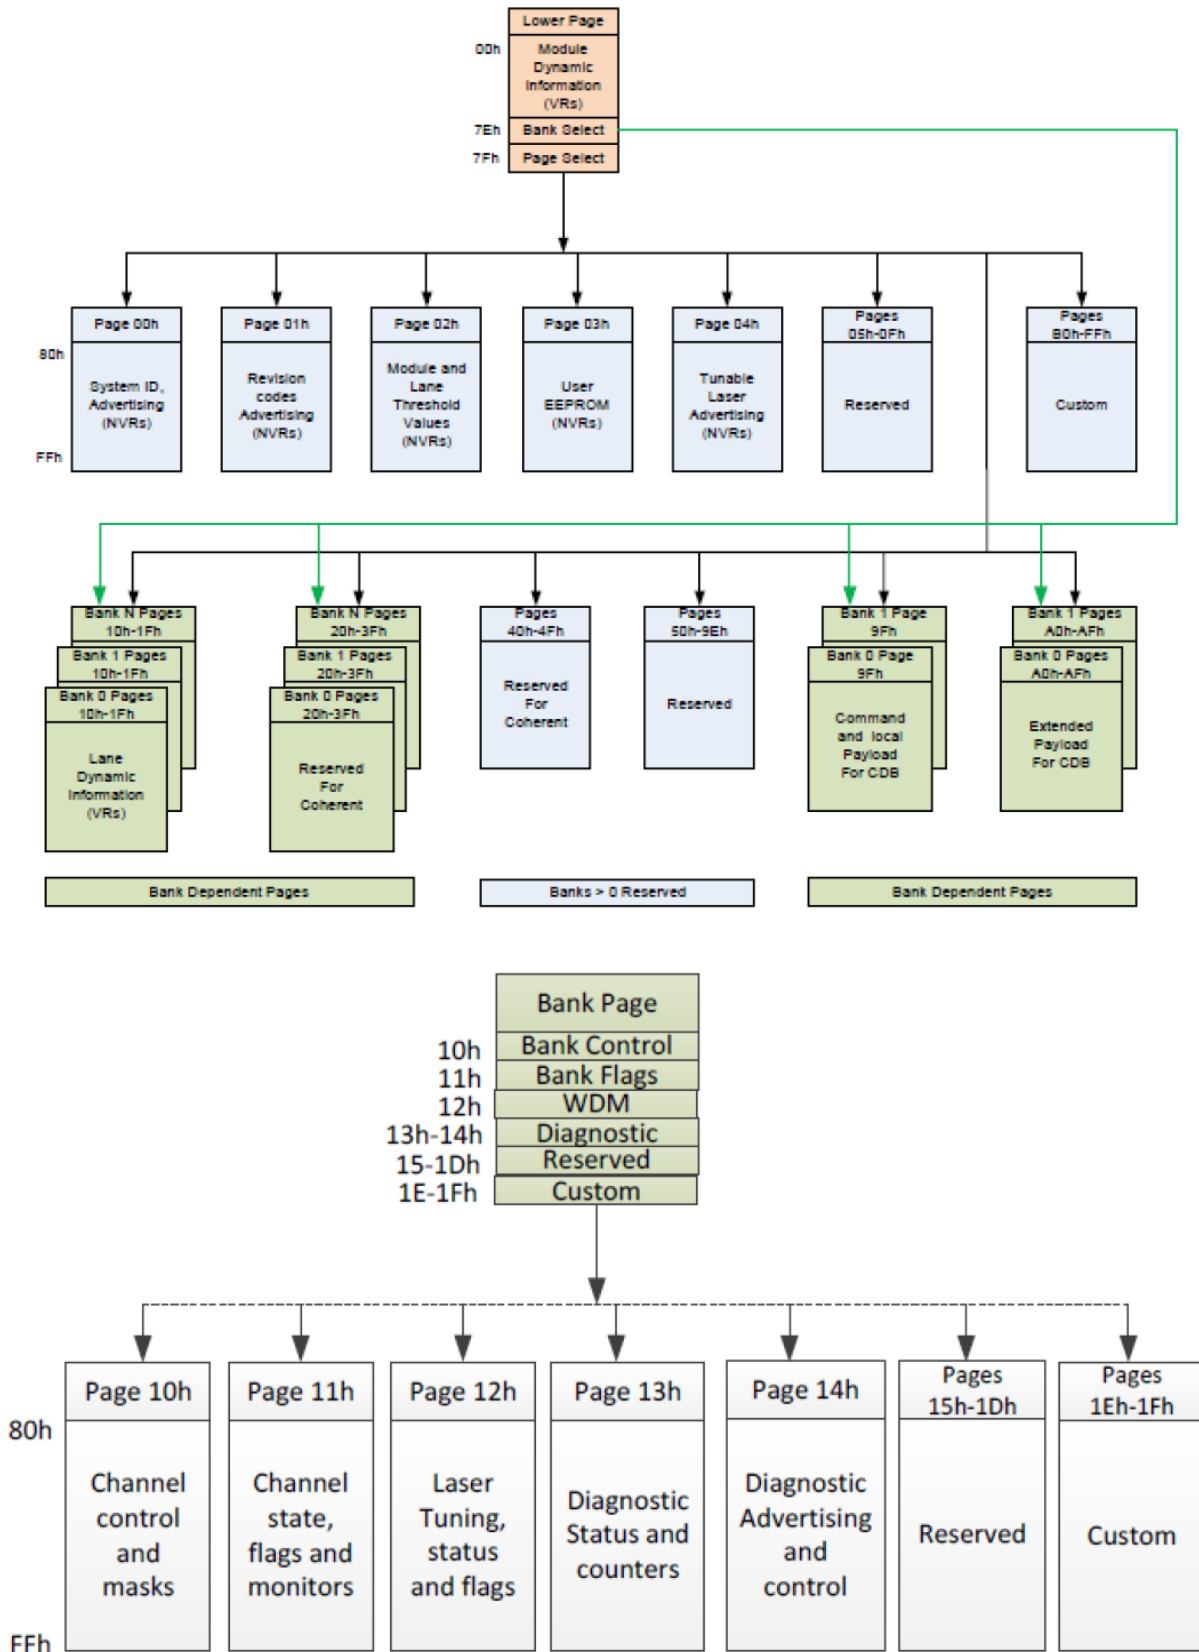 Lower Page
00h
Module
Dynamic
Information
(VRs)
7Eh
Bank Select
7Fh
Page Select
Page 00h
Page 01h
Page 02h
Page 03h
Page 04h
Pages
05h-0Fh
Pages
B0h-FFh
80h
System ID,
Advertising
(NVRs)
Revision
codes
Advertising
(NVRs)
Module and
Lane
Threshold
Values
(NVRs)
User
EEPROM
(NVRs)
Tunable
Laser
Advertising
(NVRs)
Reserved
Custom
FFh
Bank N Pages
10h-1Fh
Bank 1 Pages
10h-1Fh
Bank 0 Pages
10h-1Fh
Lane
Dynamic
Information
(VRs)
Bank N Pages
20h-3Fh
Bank 1 Pages
20h-3Fh
Bank 0 Pages
20h-3Fh
Reserved
For
Coherent
Pages
40h-4Fh
Reserved
For
Coherent
Pages
50h-9Eh
Reserved
Bank 1 Page
9Fh
Bank 0 Page
9Fh
Command
and local
Payload
For CDB
Bank 1 Pages
A0h-AFh
Bank 0 Pages
A0h-AFh
Extended
Payload
For CDB
Bank Dependent Pages
Banks > 0 Reserved
Bank Dependent Pages
Bank Page
10h
Bank Control
11h
Bank Flags
12h
WDM
13h-14h
Diagnostic
15-1Dh
Reserved
1E-1Fh
Custom
Page 10h
Page 11h
Page 12h
Page 13h
Page 14h
Pages
15h-1Dh
Pages
1Eh-1Fh
80h
Channel
control
and
masks
Channel
state,
flags and
monitors
Laser
Tuning,
status
and flags
Diagnostic
Status and
counters
Diagnostic
Advertising
and
control
Reserved
Custom
FFh